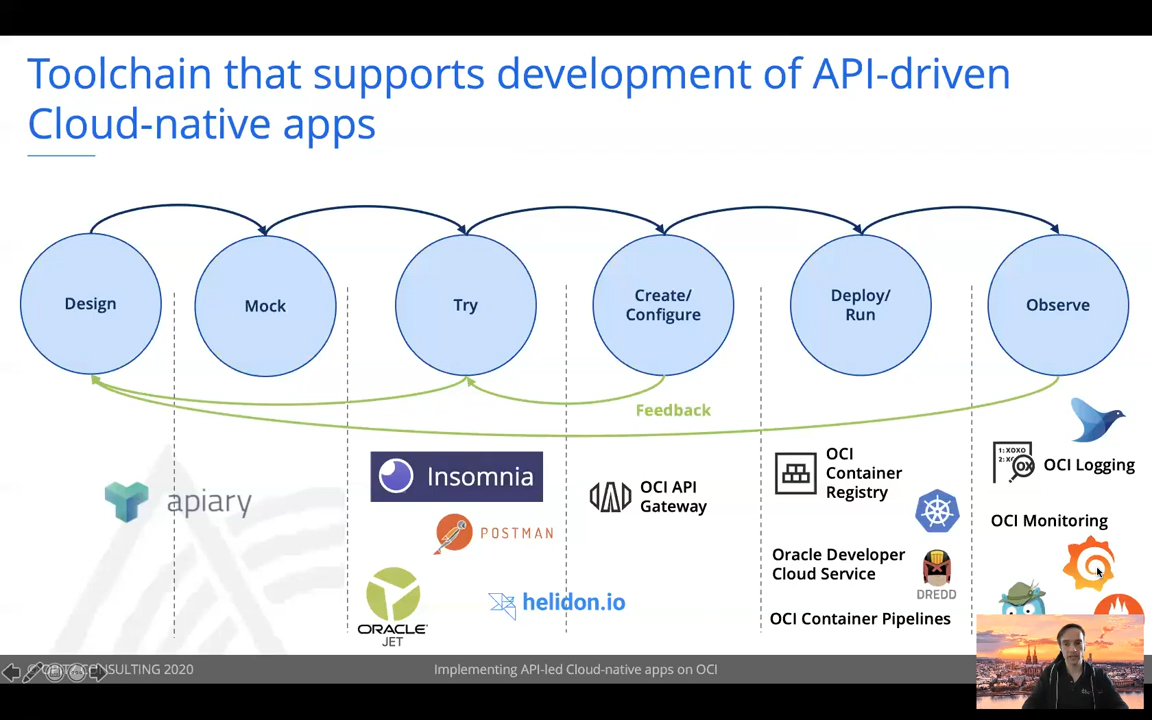 Toolchain that supports development of API-driven
Cloud-native apps
Design
Mock
Try
Create/
Configure
Deploy/
Run
Observe
Feedback
apiary
Insomnia
POSTMAN
ORACLE
JET
helidon.io
OCI API
Gateway
OCI
Container
Registry
Oracle Developer
Cloud Service
DREDD
OCI Container Pipelines
1:XOXO
OCI Logging
OCI Monitoring
CONSULTING 2020
Implementing API-led Cloud-native apps on OCI